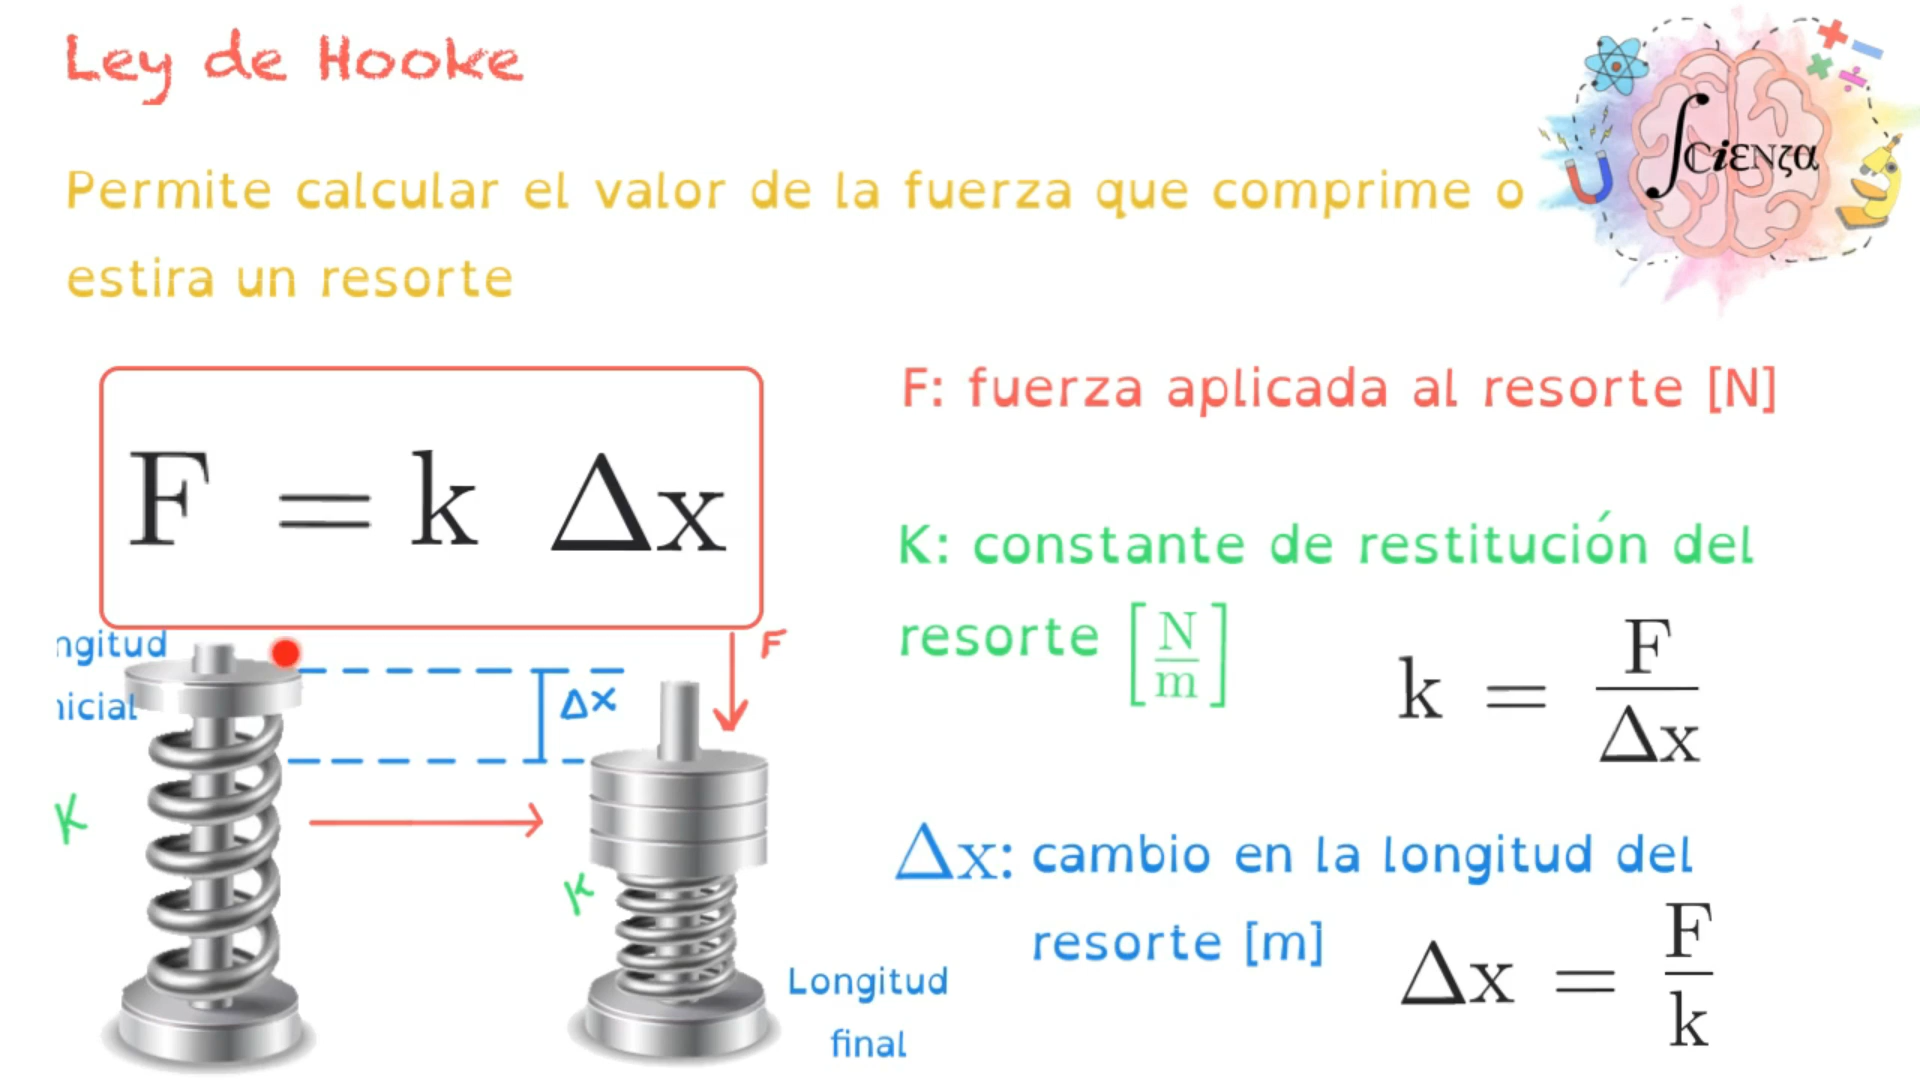 Ley de Hooke
∫CiENζα
Permite calcular el valor de la fuerza que comprime o
estira un resorte
F = k Δx
F: fuerza aplicada al resorte [N]
K: constante de restitución del
resorte [N/m]
k = F/Δx
Δx: cambio en la longitud del
resorte [m]
Δx = F/k
ngitud
nicial
Δx
F
K
K
Longitud
final